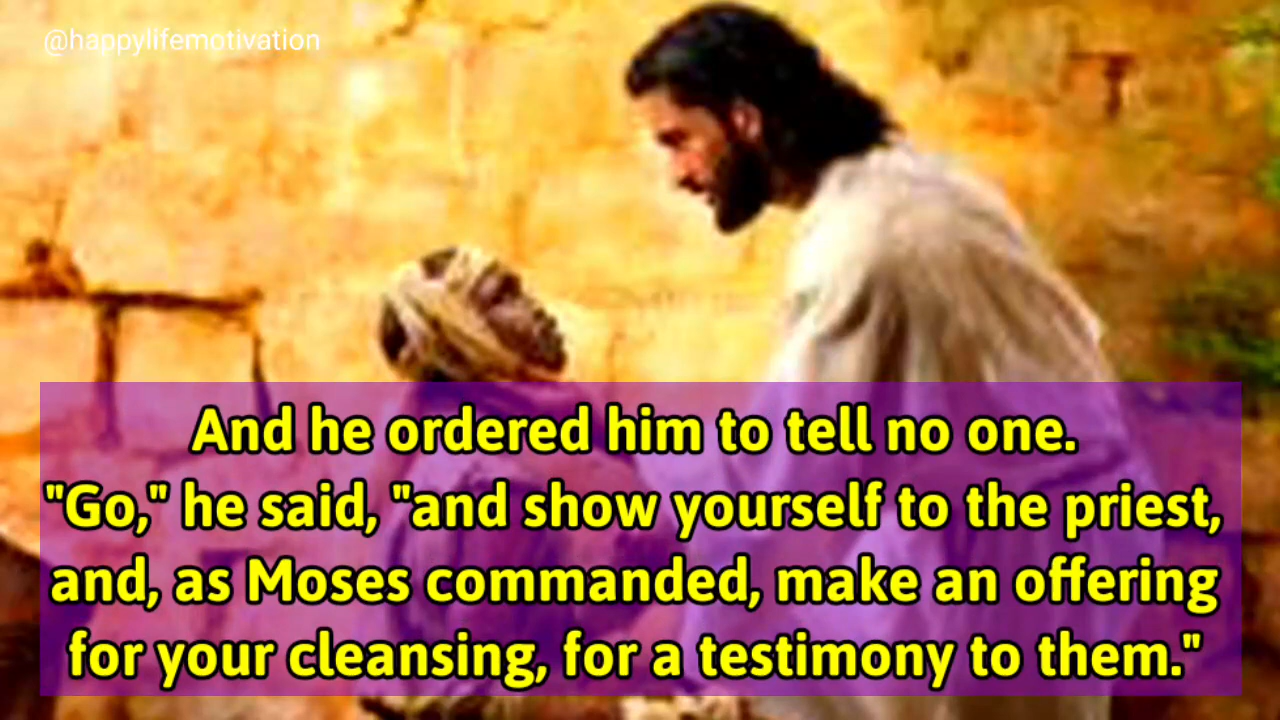 @happylifemotivation
And he ordered him to tell no one.
"Go," he said, "and show yourself to the priest,
and, as Moses commanded, make an offering
for your cleansing, for a testimony to them."